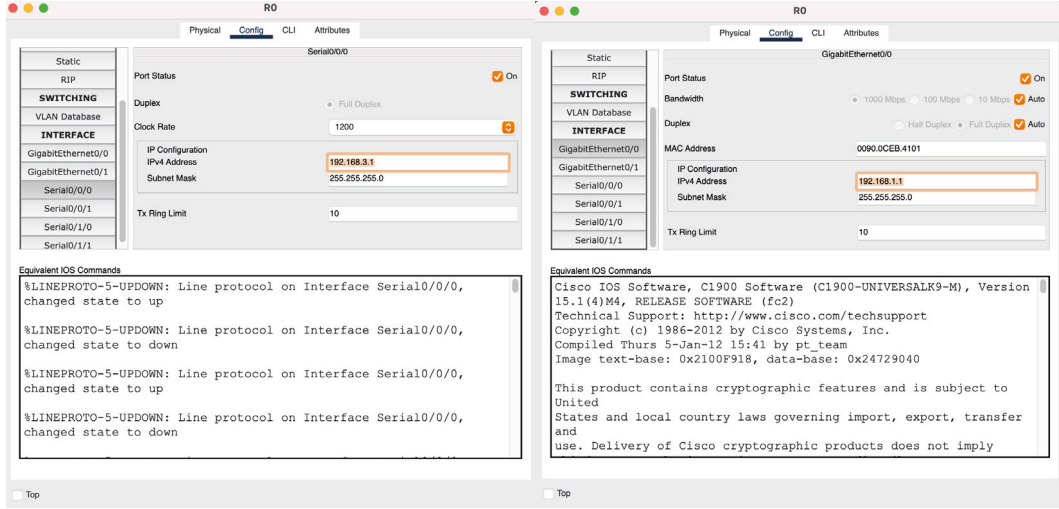 R0
Physical Config CLI Attributes
Static
RIP
SWITCHING
VLAN Database
INTERFACE
GigabitEthernet0/0
GigabitEthernet0/1
Serial0/0/0
Serial0/0/1
Serial0/1/0
Serial0/1/1
Serial0/0/0
Port Status On
Duplex Full Duplex
Clock Rate 1200
IP Configuration
IPv4 Address 192.168.3.1
Subnet Mask 255.255.255.0
Tx Ring Limit 10
Equivalent IOS Commands
%LINEPROTO-5-UPDOWN: Line protocol on Interface Serial0/0/0,
changed state to up
%LINEPROTO-5-UPDOWN: Line protocol on Interface Serial0/0/0,
changed state to down
%LINEPROTO-5-UPDOWN: Line protocol on Interface Serial0/0/0,
changed state to up
%LINEPROTO-5-UPDOWN: Line protocol on Interface Serial0/0/0,
changed state to down
Top
R0
Physical Config CLI Attributes
Static
RIP
SWITCHING
VLAN Database
INTERFACE
GigabitEthernet0/0
GigabitEthernet0/1
Serial0/0/0
Serial0/0/1
Serial0/1/0
Serial0/1/1
GigabitEthernet0/0
Port Status On
Bandwidth 1000 Mbps 100 Mbps 10 Mbps Auto
Duplex Half Duplex Full Duplex Auto
MAC Address 0090.0CEB.4101
IP Configuration
IPv4 Address 192.168.1.1
Subnet Mask 255.255.255.0
Tx Ring Limit 10
Equivalent IOS Commands
Cisco IOS Software, C1900 Software (C1900-UNIVERSALK9-M), Version
15.1(4)M4, RELEASE SOFTWARE (fc2)
Technical Support: http://www.cisco.com/techsupport
Copyright (c) 1986-2012 by Cisco Systems, Inc.
Compiled Thurs 5-Jan-12 15:41 by pt_team
Image text-base: 0x2100F918, data-base: 0x24729040
This product contains cryptographic features and is subject to
United
States and local country laws governing import, export, transfer
and
use. Delivery of Cisco cryptographic products does not imply
Top